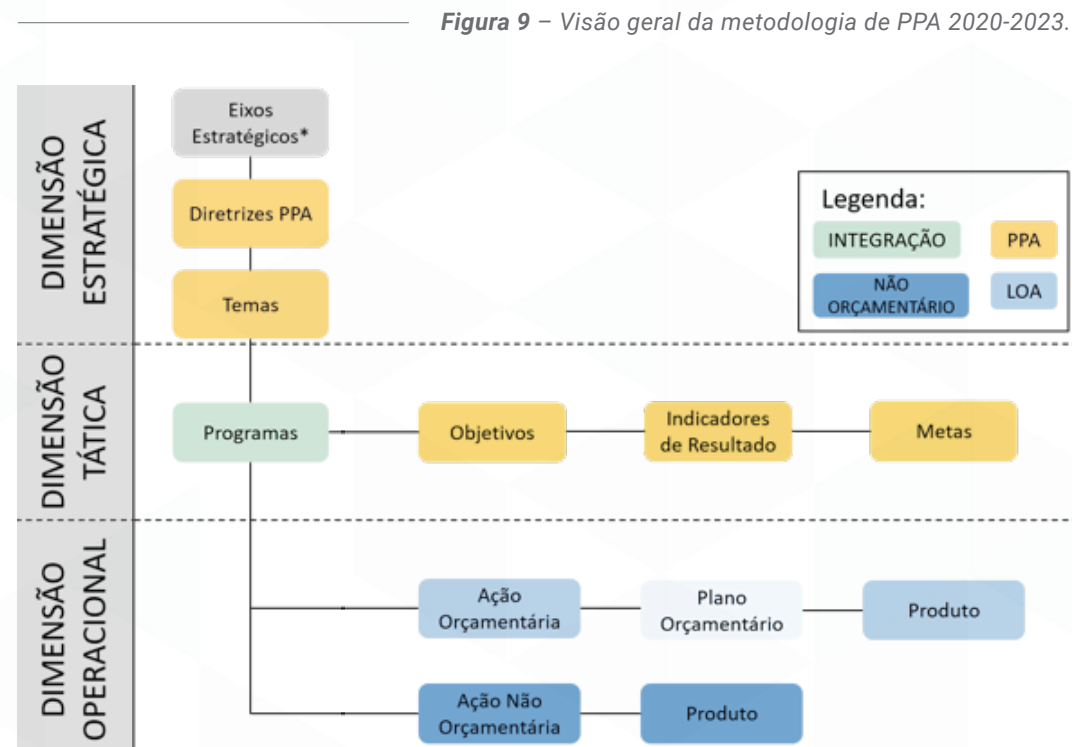 Figura 9 – Visão geral da metodologia de PPA 2020-2023.
DIMENSÃO
ESTRATÉGICA
Eixos
Estratégicos*
Diretrizes PPA
Temas
Legenda:
INTEGRAÇÃO
PPA
NÃO
ORÇAMENTÁRIO
LOA
DIMENSÃO
TÁTICA
Programas
Objetivos
Indicadores
de Resultado
Metas
DIMENSÃO
OPERACIONAL
Ação
Orçamentária
Plano
Orçamentário
Produto
Ação Não
Orçamentária
Produto